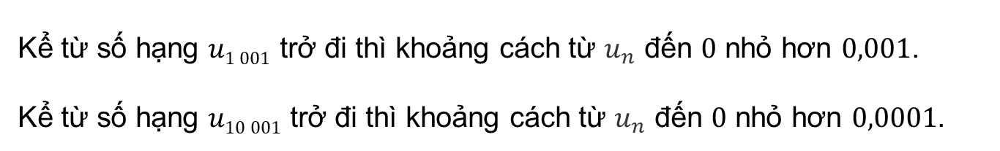 Kể từ số hạng u₁ ₀₀₁ trở đi thì khoảng cách từ uₙ đến 0 nhỏ hơn 0,001.
Kể từ số hạng u₁₀ ₀₀₁ trở đi thì khoảng cách từ uₙ đến 0 nhỏ hơn 0,0001.